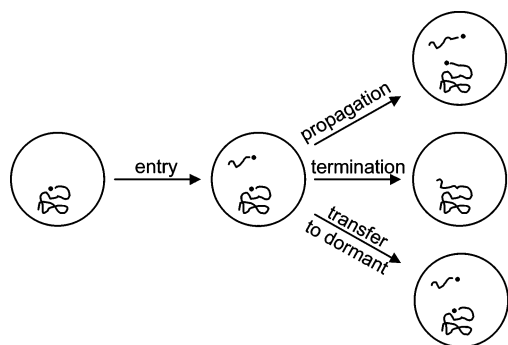 entry
propagation
termination
transfer
to dormant